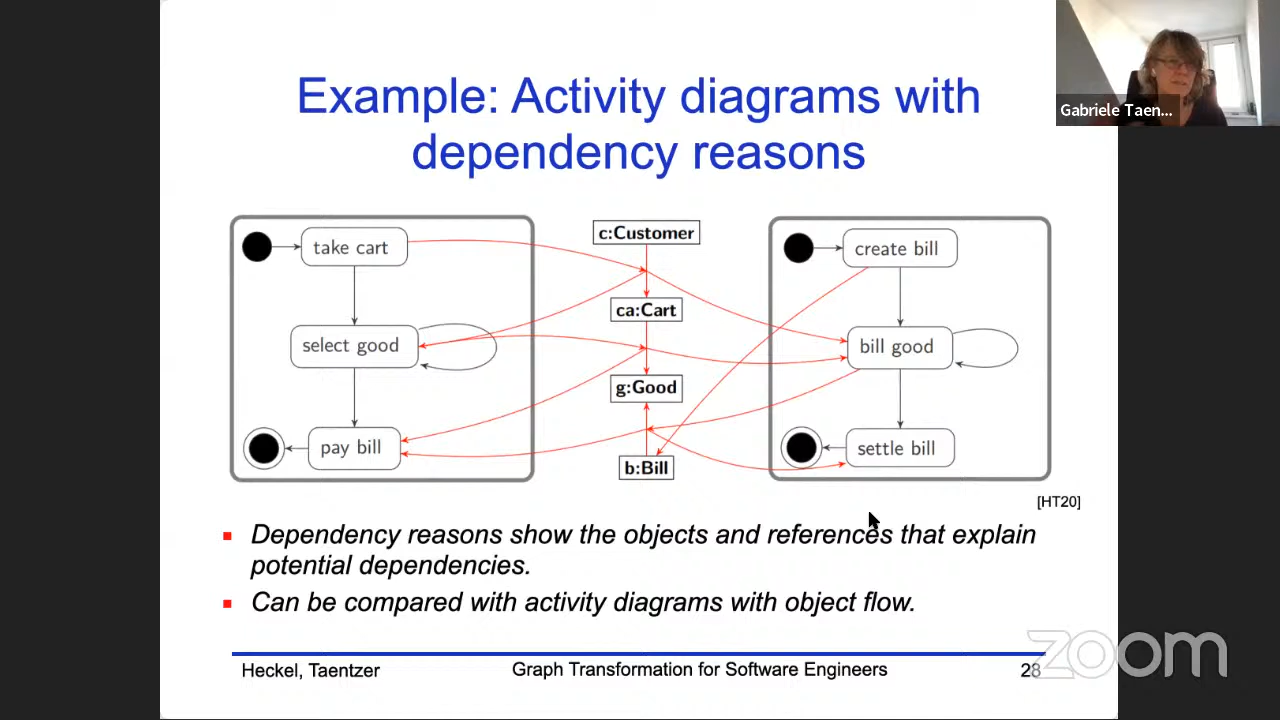 Gabriele Taen...
Example: Activity diagrams with
dependency reasons
take cart
c:Customer
create bill
ca:Cart
select good
bill good
g:Good
pay bill
b:Bill
settle bill
[HT20]
Dependency reasons show the objects and references that explain
potential dependencies.
Can be compared with activity diagrams with object flow.
Heckel, Taentzer
Graph Transformation for Software Engineers
28
zoom